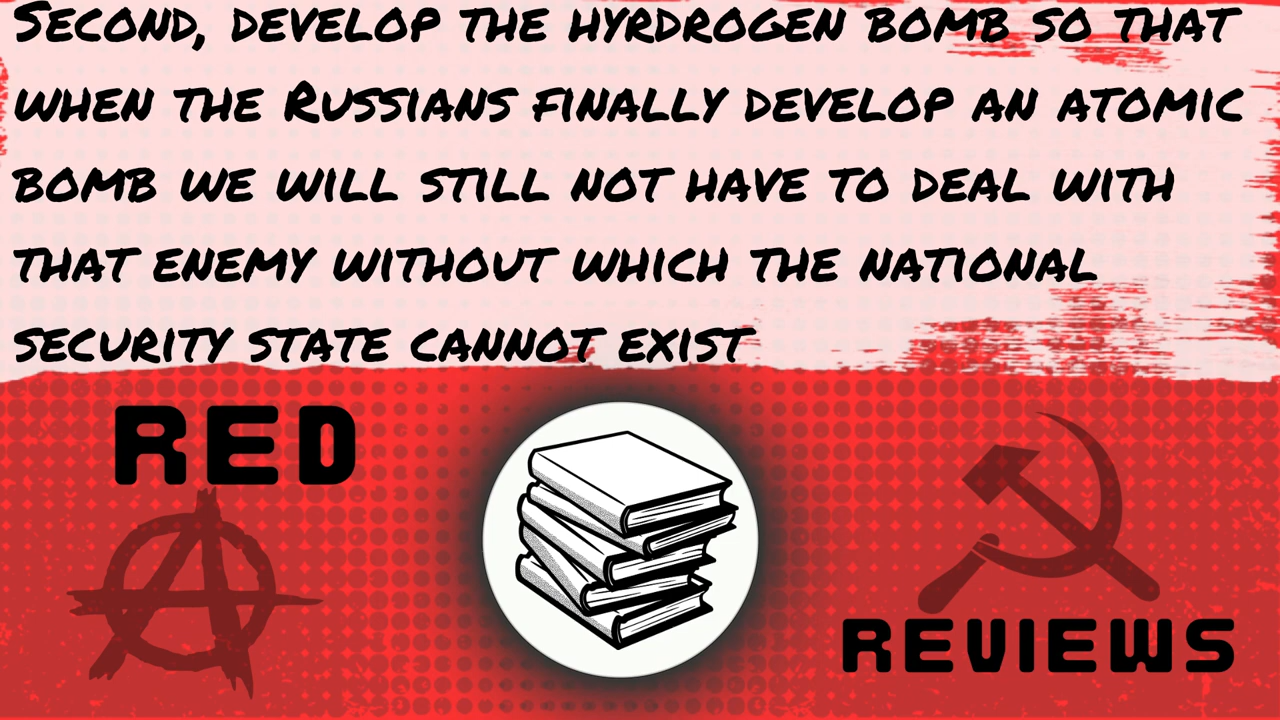 Second, develop the hyrdrogen bomb so that
when the Russians finally develop an atomic
bomb we will still not have to deal with
that enemy without which the national
security state cannot exist
RED
REVIEWS